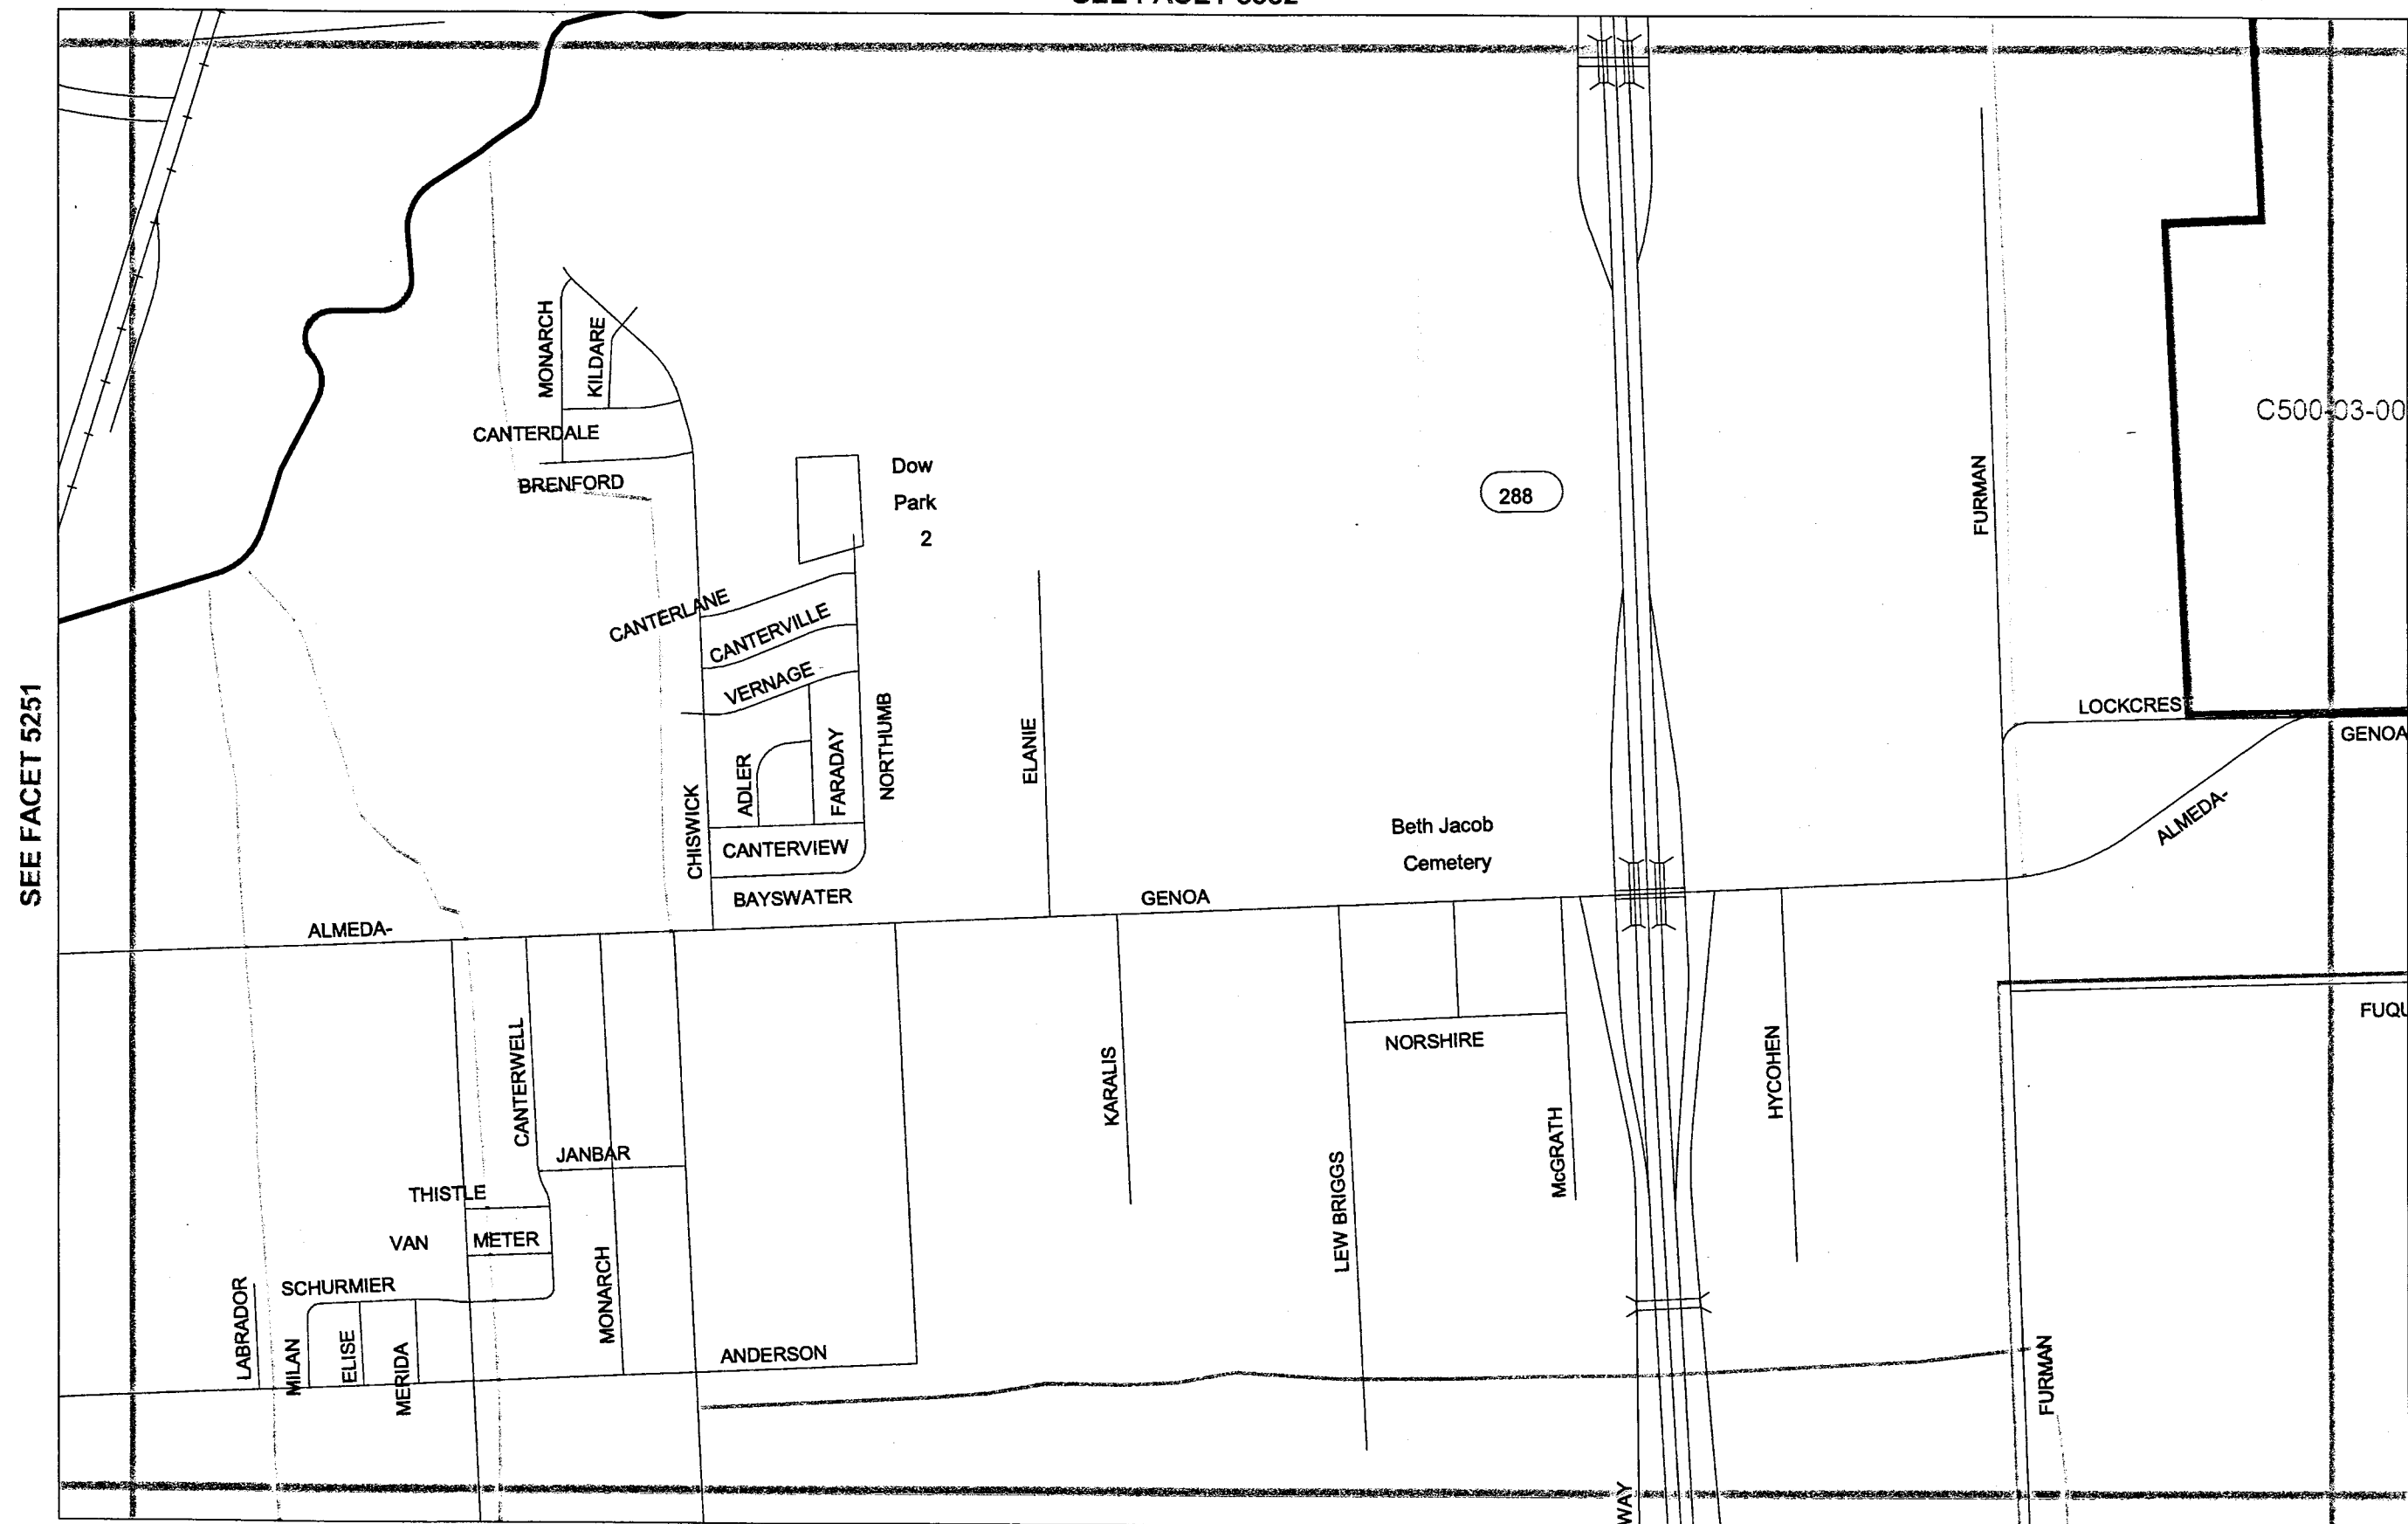 SEE FACET 5251
MONARCH
KILDARE
CANTERDALE
BRENFORD
Dow
Park
2
288
C500-03-00
FURMAN
CANTERLANE
CANTERVILLE
VERNAGE
NORTHUMB
ELANIE
LOCKCREST
GENOA
ADLER
FARADAY
CHISWICK
CANTERVIEW
BAYSWATER
Beth Jacob
Cemetery
ALMEDA-
GENOA
ALMEDA-
FUQU
CANTERWELL
KARALIS
NORSHIRE
HYCOHEN
JANBAR
McGRATH
THISTLE
LEW BRIGGS
VAN METER
MONARCH
SCHURMIER
LABRADOR
MILAN
ELISE
MERIDA
ANDERSON
FURMAN
WAY